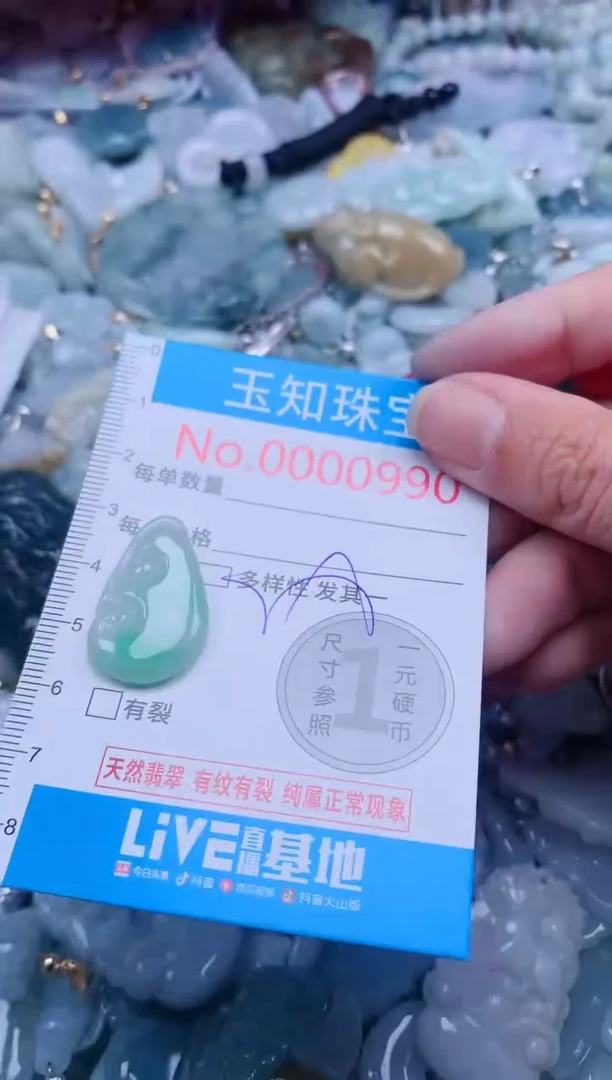 玉知珠宝
No.0000990
每单数量
每 格
多样性 发其一
有裂
尺寸参照
1
一元硬币
天然翡翠 有纹有裂 纯属正常现象
LiVE直播基地
今日头条 抖音 西瓜视频 抖音火山版
0
1
2
3
4
5
6
7
8